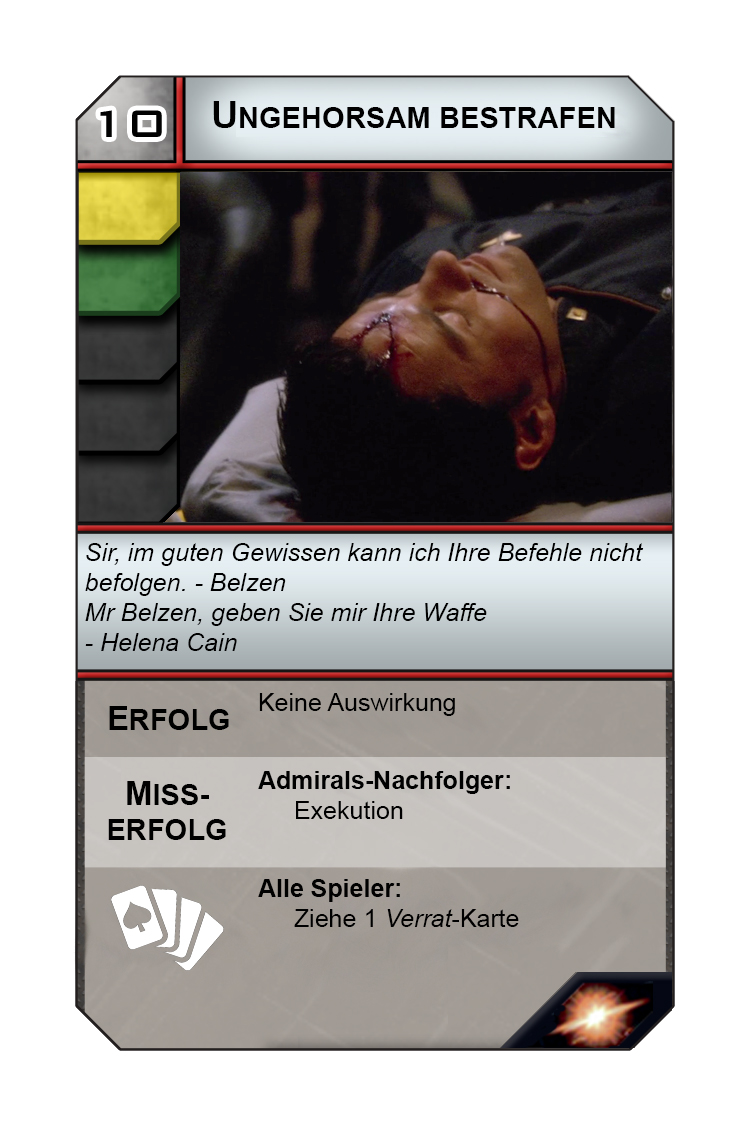 10
UNGEHORSAM BESTRAFEN
Sir, im guten Gewissen kann ich Ihre Befehle nicht
befolgen. - Belzen
Mr Belzen, geben Sie mir Ihre Waffe
- Helena Cain
ERFOLG
Keine Auswirkung
MISS-
ERFOLG
Admirals-Nachfolger:
Exekution
Alle Spieler:
Ziehe 1 Verrat-Karte